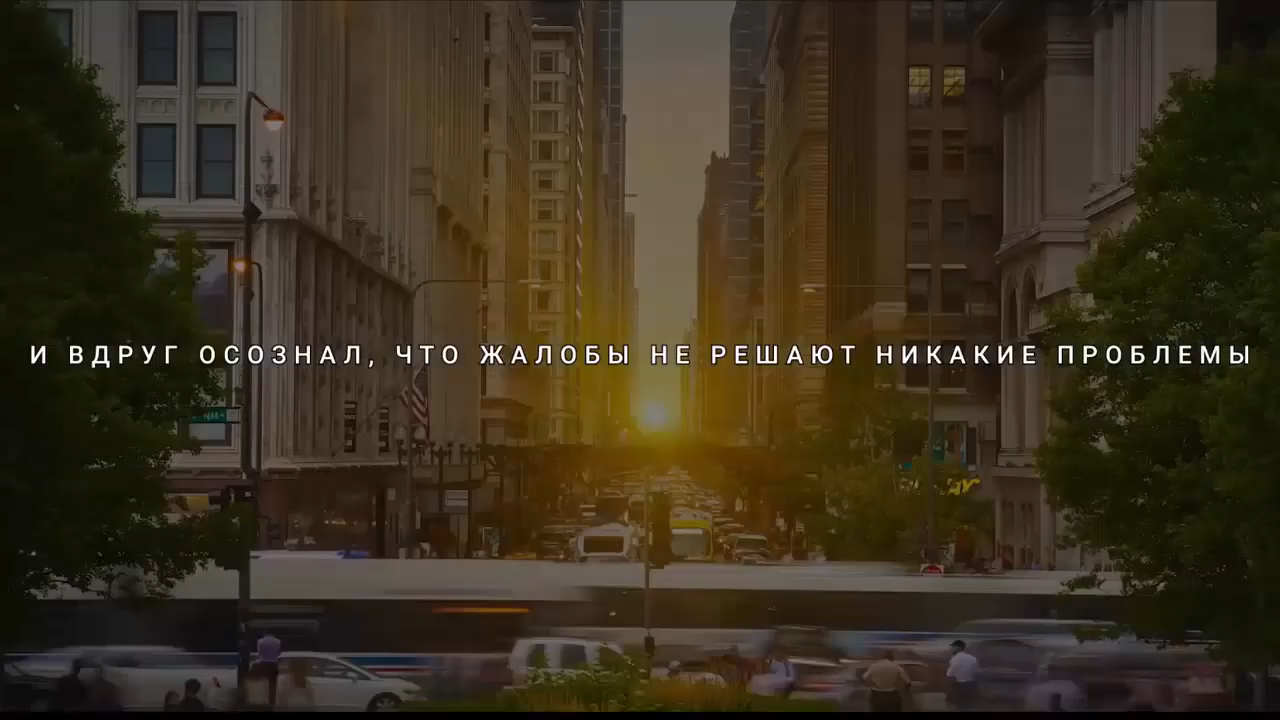 И ВДРУГ ОСОЗНАЛ, ЧТО ЖАЛОБЫ НЕ РЕШАЮТ НИКАКИЕ ПРОБЛЕМЫ